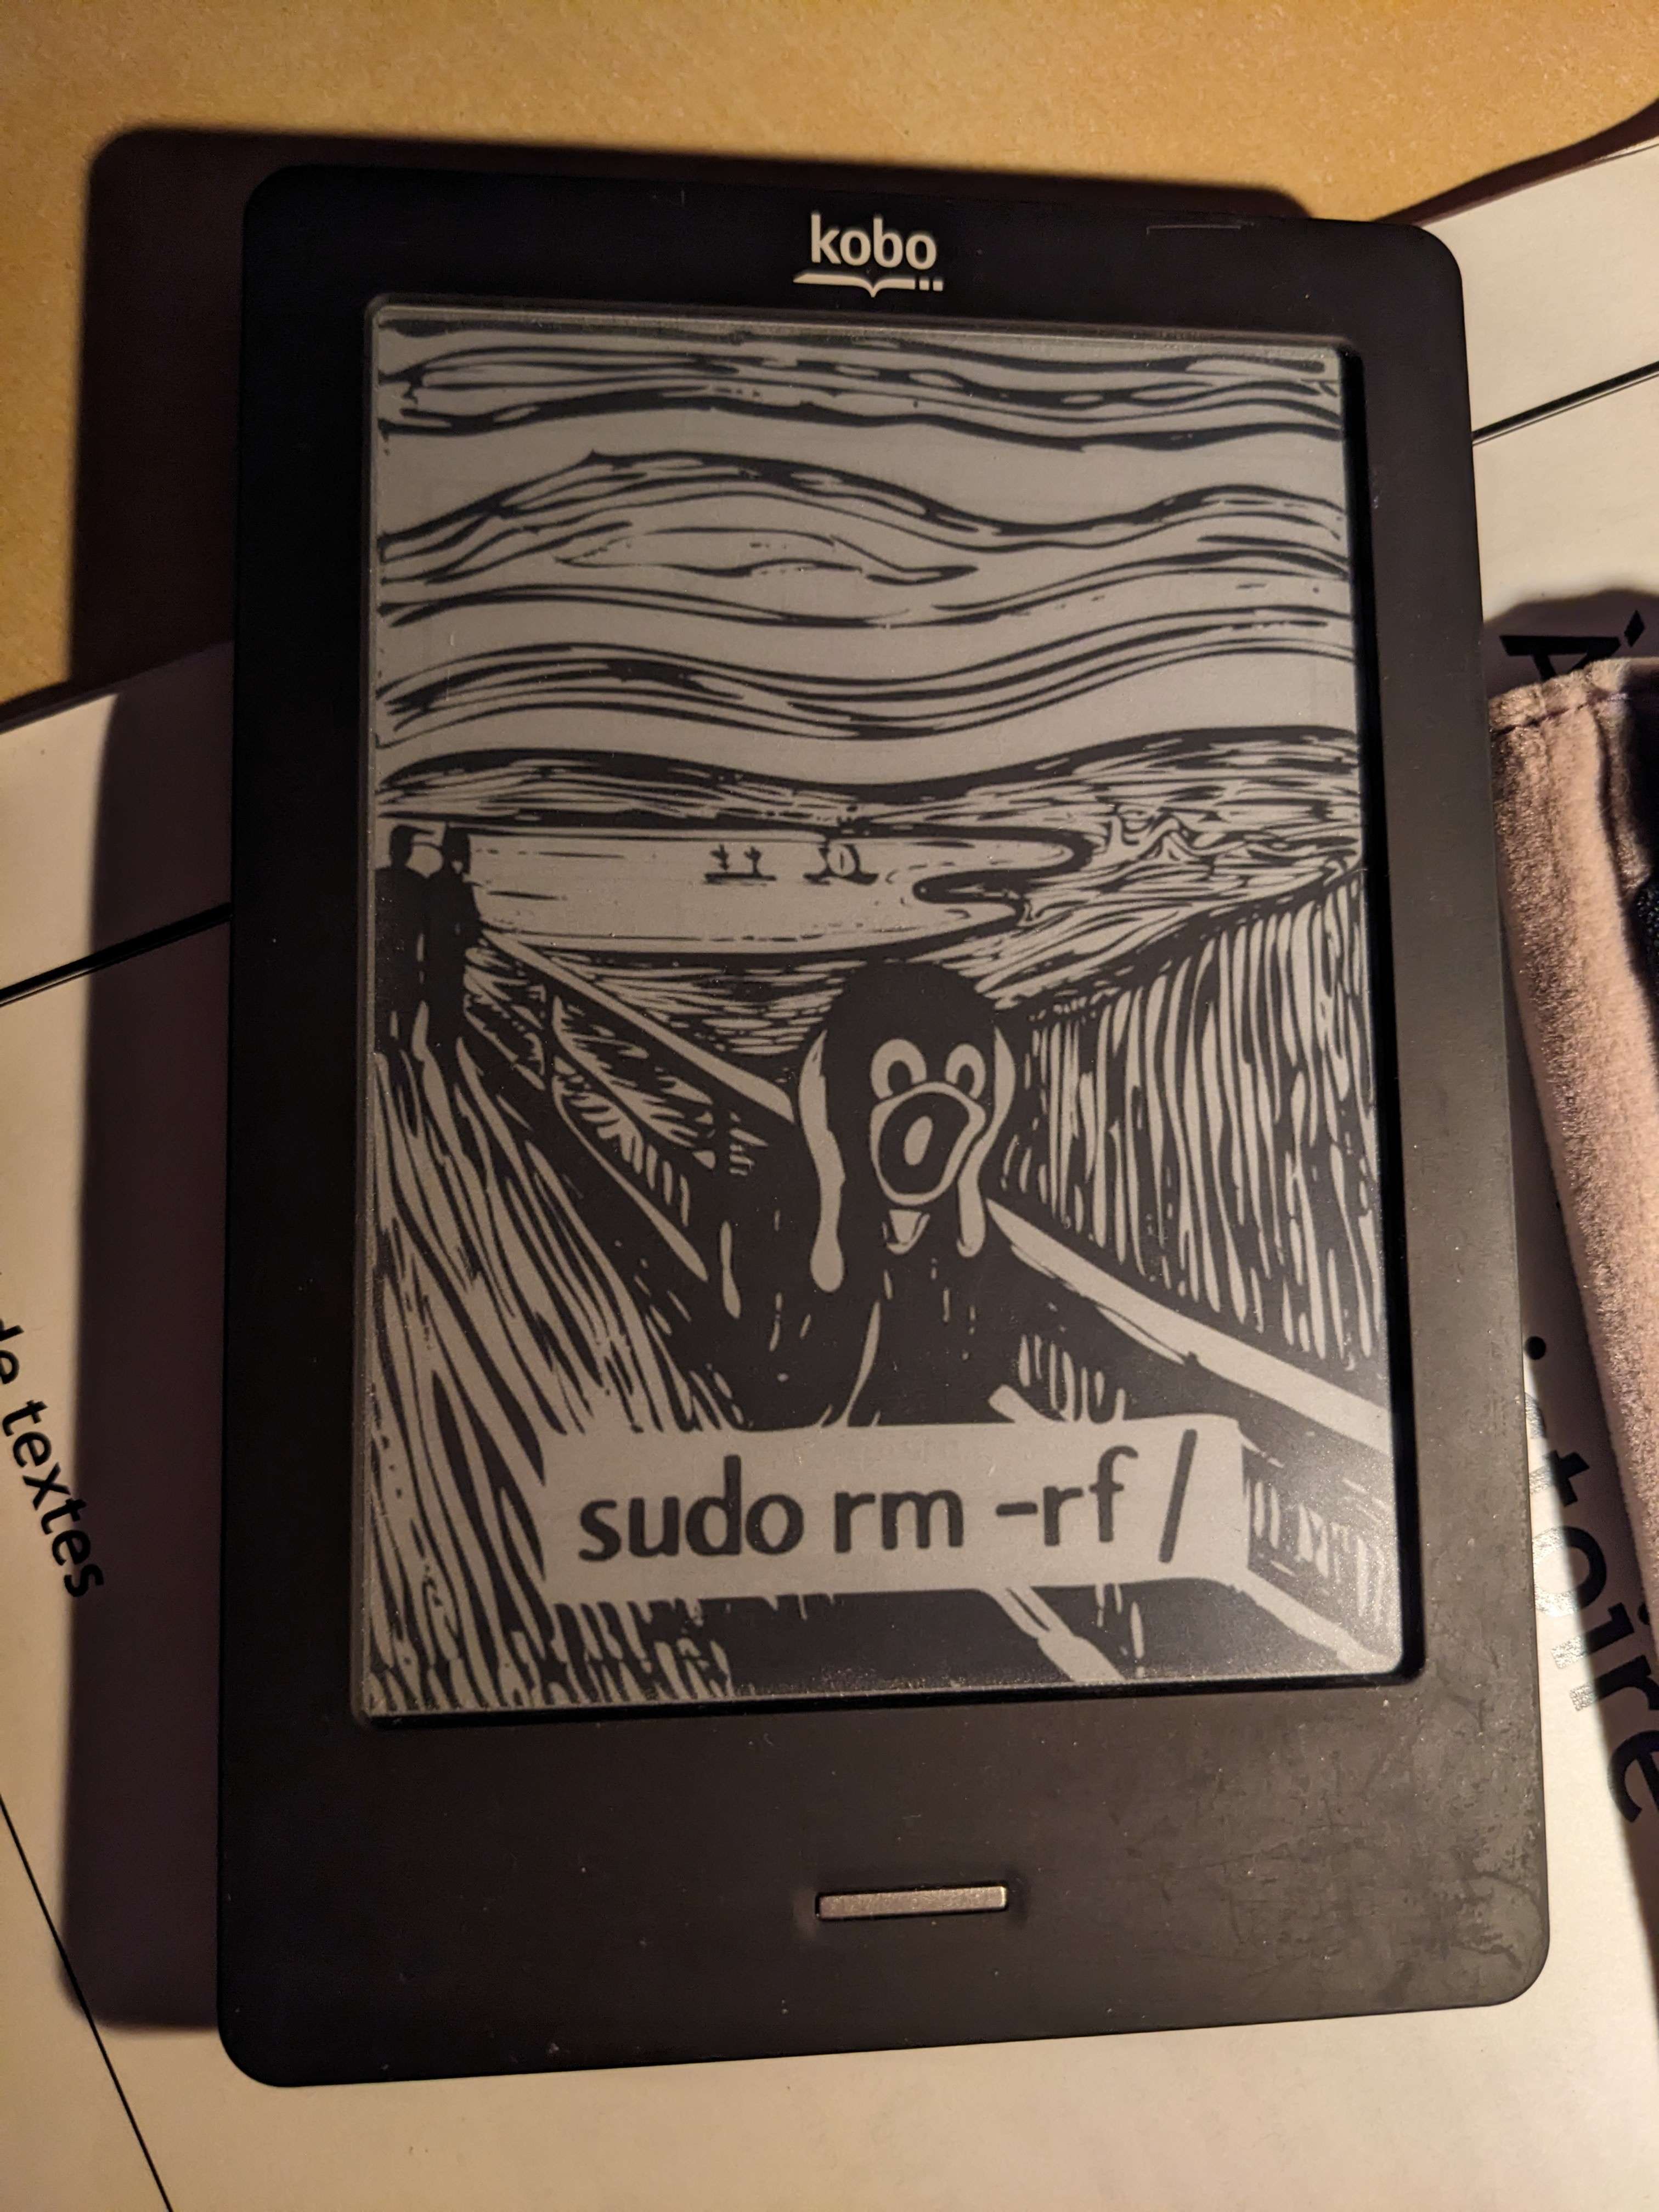 kobo
sudo rm -rf /
de textes
À